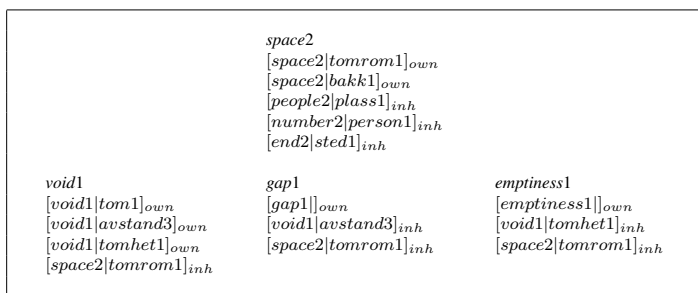 space2
[space2|tomrom1]own
[space2|bakk1]own
[people2|plass1]inh
[number2|person1]inh
[end2|sted1]inh
void1
[void1|tom1]own
[void1|avstand3]own
[void1|tomhet1]own
[space2|tomrom1]inh
gap1
[gap1|]own
[void1|avstand3]inh
[space2|tomrom1]inh
emptiness1
[emptiness1|]own
[void1|tomhet1]inh
[space2|tomrom1]inh